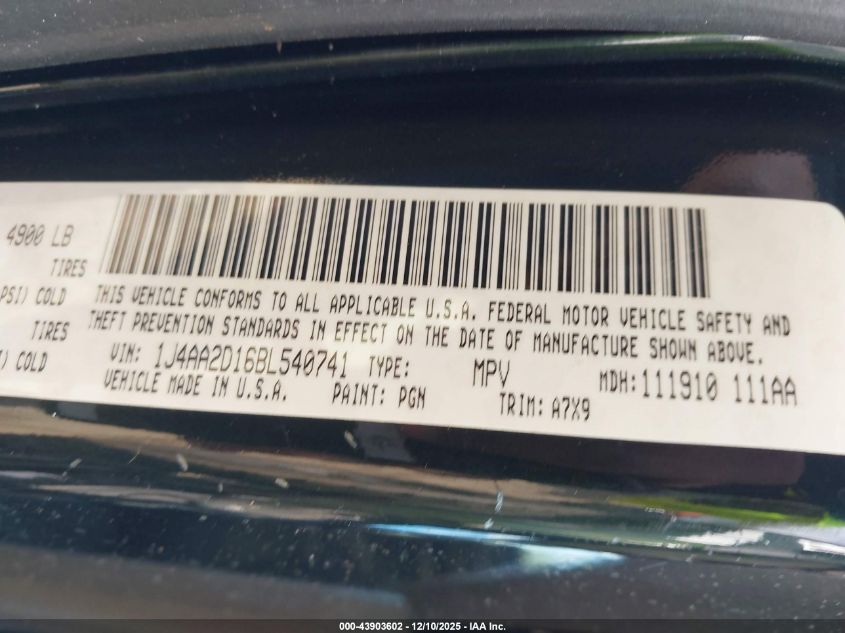 4900 LB
TIRES
PSI) COLD
TIRES
) COLD
THIS VEHICLE CONFORMS TO ALL APPLICABLE U.S.A. FEDERAL MOTOR VEHICLE SAFETY AND
THEFT PREVENTION STANDARDS IN EFFECT ON THE DATE OF MANUFACTURE SHOWN ABOVE.
VIN: 1J4AA2D16BL540741 TYPE: MPV MDH:111910 111AA
VEHICLE MADE IN U.S.A. PAINT: PGN TRIM: A7X9
000-43903602 - 12/10/2025 - IAA Inc.